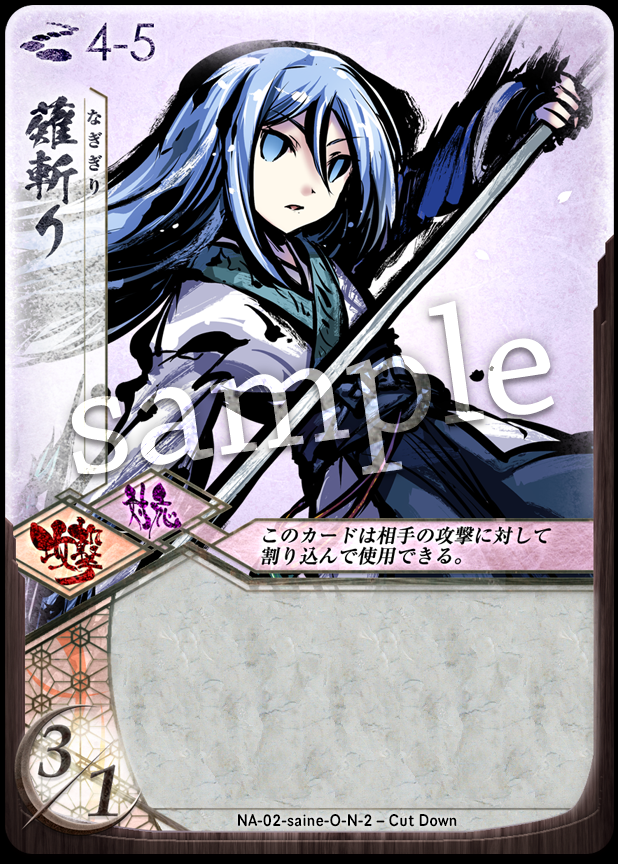 4-5
なぎぎり
薙斬り
sample
対応
攻撃
このカードは相手の攻撃に対して
割り込んで使用できる。
3/1
NA-02-saine-O-N-2 – Cut Down